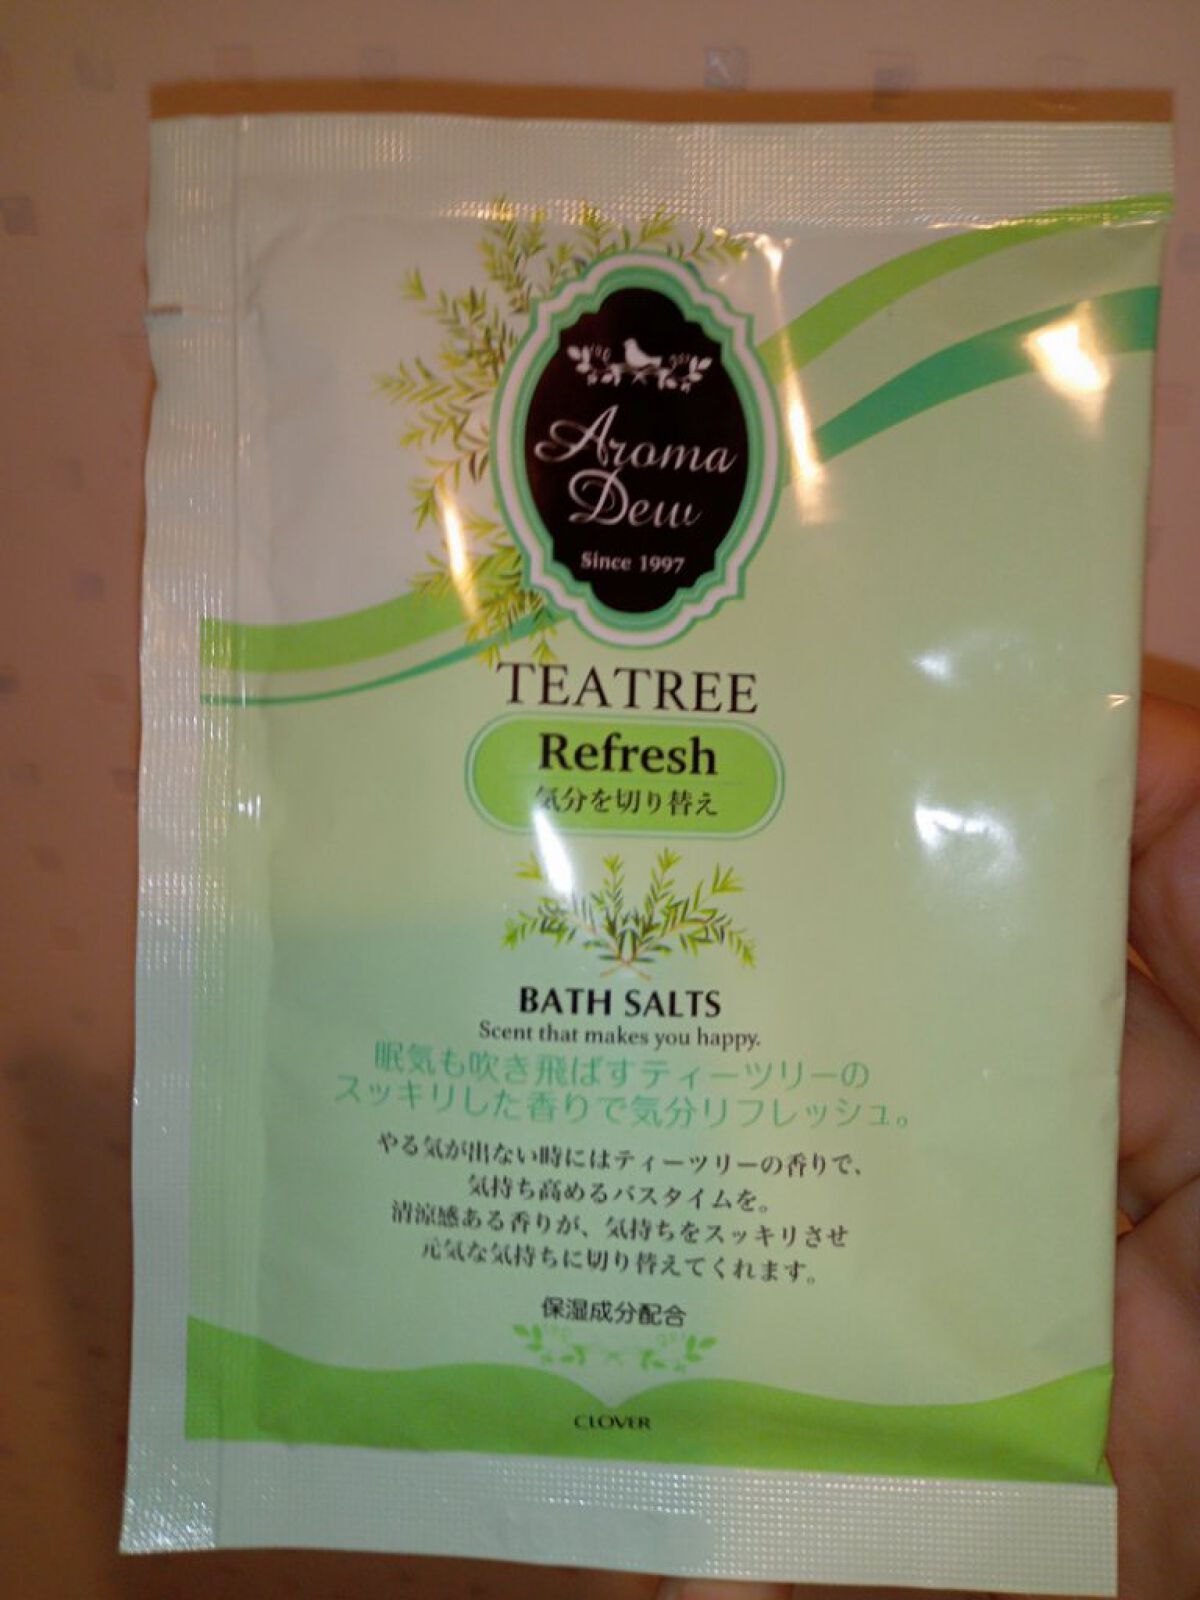 Aroma
Dew
Since 1997
TEATREE
Refresh
気分を切り替え
BATH SALTS
Scent that makes you happy.
眠気も吹き飛ばすティーツリーの
スッキリした香りで気分リフレッシュ。
やる気が出ない時にはティーツリーの香りで、
気持ち高めるバスタイムを。
清涼感ある香りが、気持ちをスッキリさせ
元気な気持ちに切り替えてくれます。
保湿成分配合
CLOVER